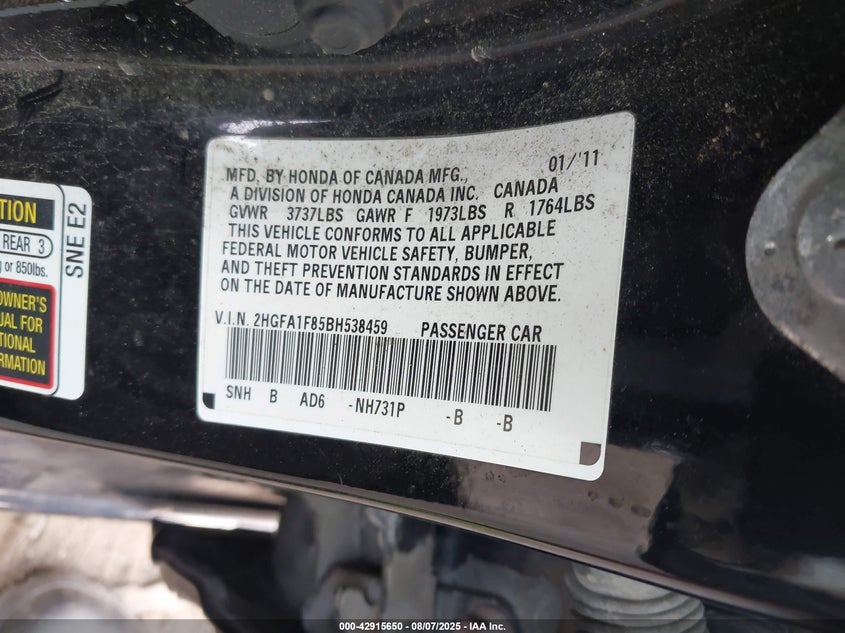 TION
REAR 3
g or 850lbs.
OWNER'S
UAL FOR
TIONAL
RMATION
SNE E2
MFD. BY HONDA OF CANADA MFG., 01/'11
A DIVISION OF HONDA CANADA INC. CANADA
GVWR 3737LBS GAWR F 1973LBS R 1764LBS
THIS VEHICLE CONFORMS TO ALL APPLICABLE
FEDERAL MOTOR VEHICLE SAFETY, BUMPER,
AND THEFT PREVENTION STANDARDS IN EFFECT
ON THE DATE OF MANUFACTURE SHOWN ABOVE.
V.I.N. 2HGFA1F85BH538459 PASSENGER CAR
SNH B AD6 -NH731P -B -B
000-42915650 | 08/07/2025 | IAA Inc.